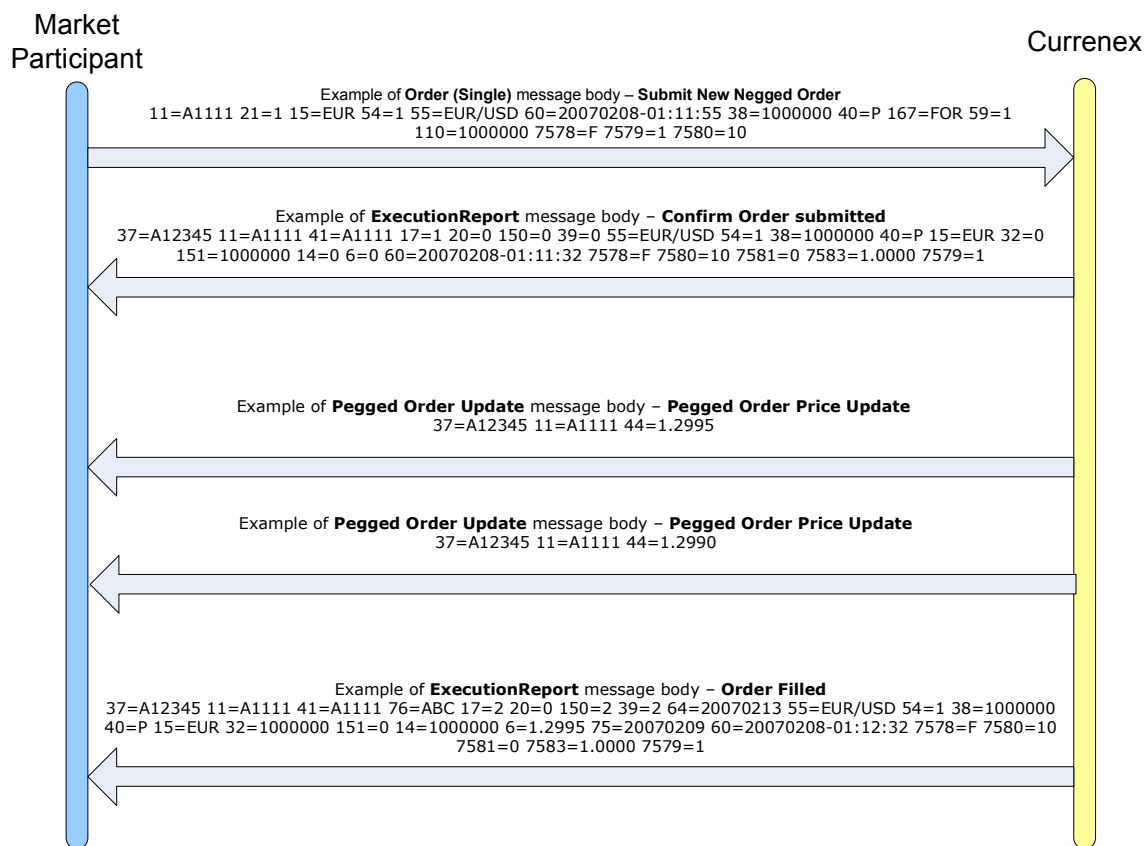 Market
Participant
Currenex
Example of Order (Single) message body – Submit New Negged Order
11=A1111 21=1 15=EUR 54=1 55=EUR/USD 60=20070208-01:11:55 38=1000000 40=P 167=FOR 59=1
110=1000000 7578=F 7579=1 7580=10
Example of ExecutionReport message body – Confirm Order submitted
37=A12345 11=A1111 41=A1111 17=1 20=0 150=0 39=0 55=EUR/USD 54=1 38=1000000 40=P 15=EUR 32=0
151=1000000 14=0 6=0 60=20070208-01:11:32 7578=F 7580=10 7581=0 7583=1.0000 7579=1
Example of Pegged Order Update message body – Pegged Order Price Update
37=A12345 11=A1111 44=1.2995
Example of Pegged Order Update message body – Pegged Order Price Update
37=A12345 11=A1111 44=1.2990
Example of ExecutionReport message body – Order Filled
37=A12345 11=A1111 41=A1111 76=ABC 17=2 20=0 150=2 39=2 64=20070213 55=EUR/USD 54=1 38=1000000
40=P 15=EUR 32=1000000 151=0 14=1000000 6=1.2995 75=20070209 60=20070208-01:12:32 7578=F 7580=10
7581=0 7583=1.0000 7579=1